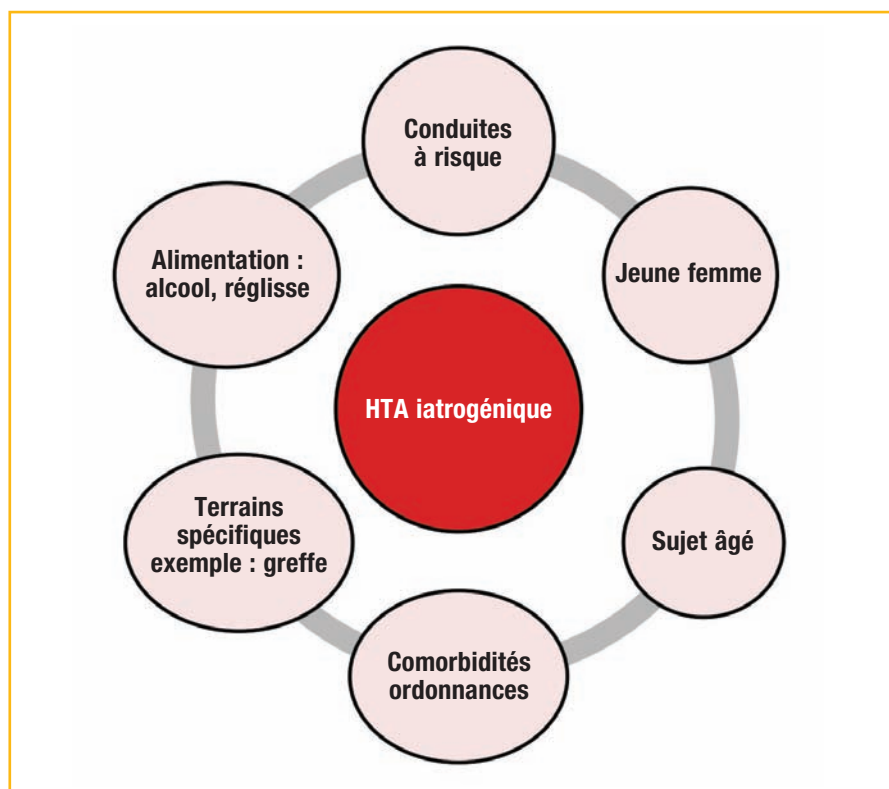 Conduites
à risque
Jeune femme
Sujet âgé
Comorbidités
ordonnances
Terrains
spécifiques
exemple : greffe
Alimentation :
alcool, réglisse
HTA iatrogénique